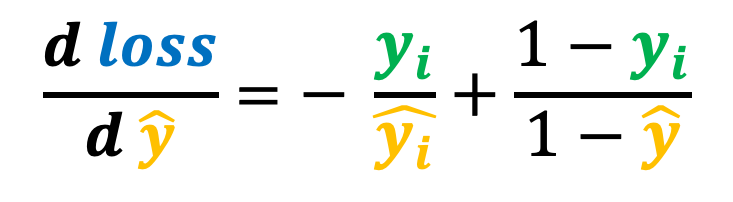 d loss / d ŷ = − yᵢ / ŷᵢ + 1 − yᵢ / 1 − ŷ